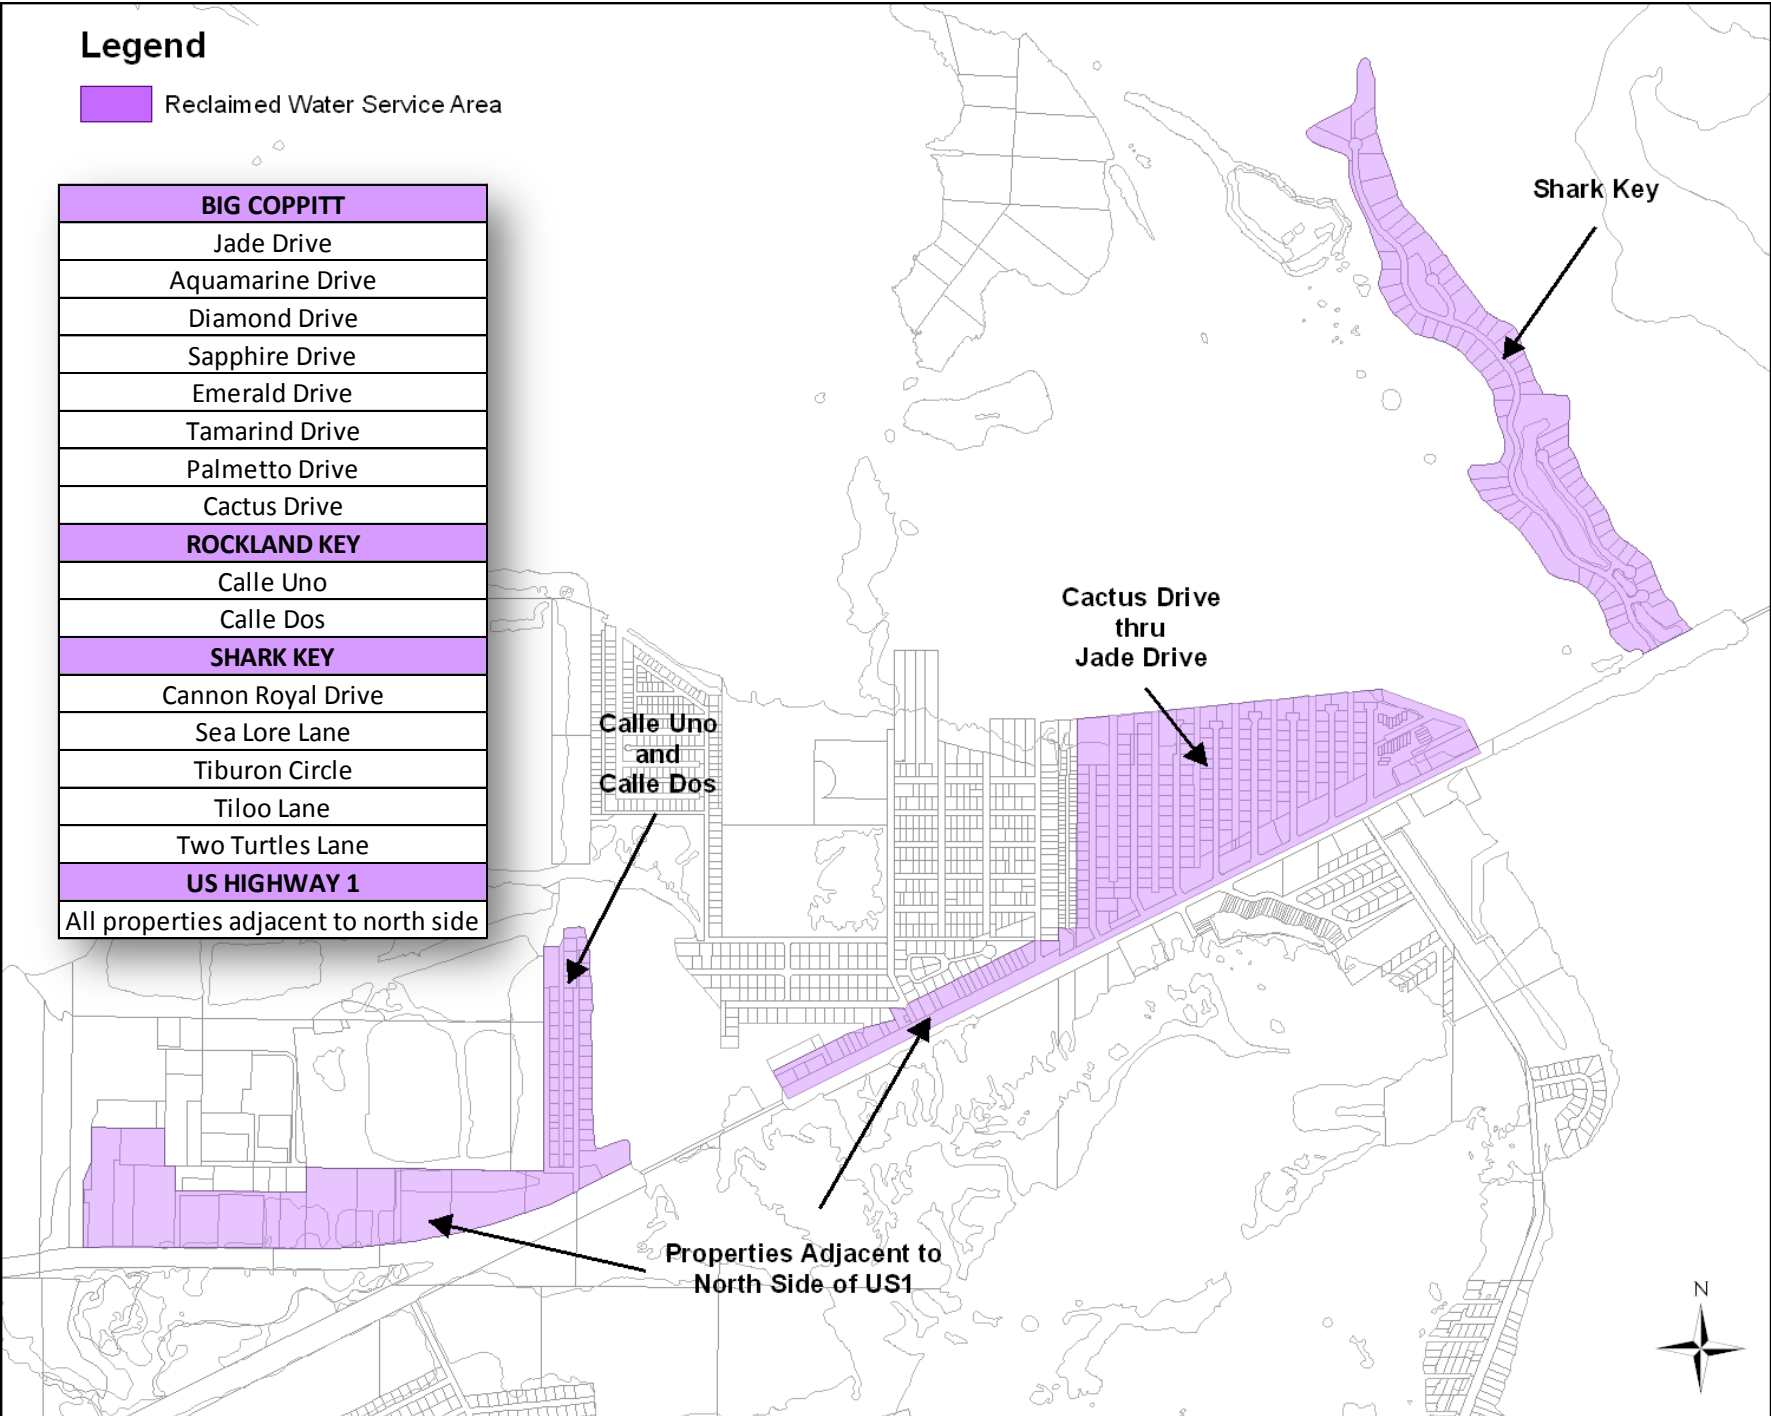 Legend
Reclaimed Water Service Area
BIG COPPITT
Jade Drive
Aquamarine Drive
Diamond Drive
Sapphire Drive
Emerald Drive
Tamarind Drive
Palmetto Drive
Cactus Drive
ROCKLAND KEY
Calle Uno
Calle Dos
SHARK KEY
Cannon Royal Drive
Sea Lore Lane
Tiburon Circle
Tiloo Lane
Two Turtles Lane
US HIGHWAY 1
All properties adjacent to north side
Shark Key
Cactus Drive
thru
Jade Drive
Calle Uno
and
Calle Dos
Properties Adjacent to
North Side of US1
N